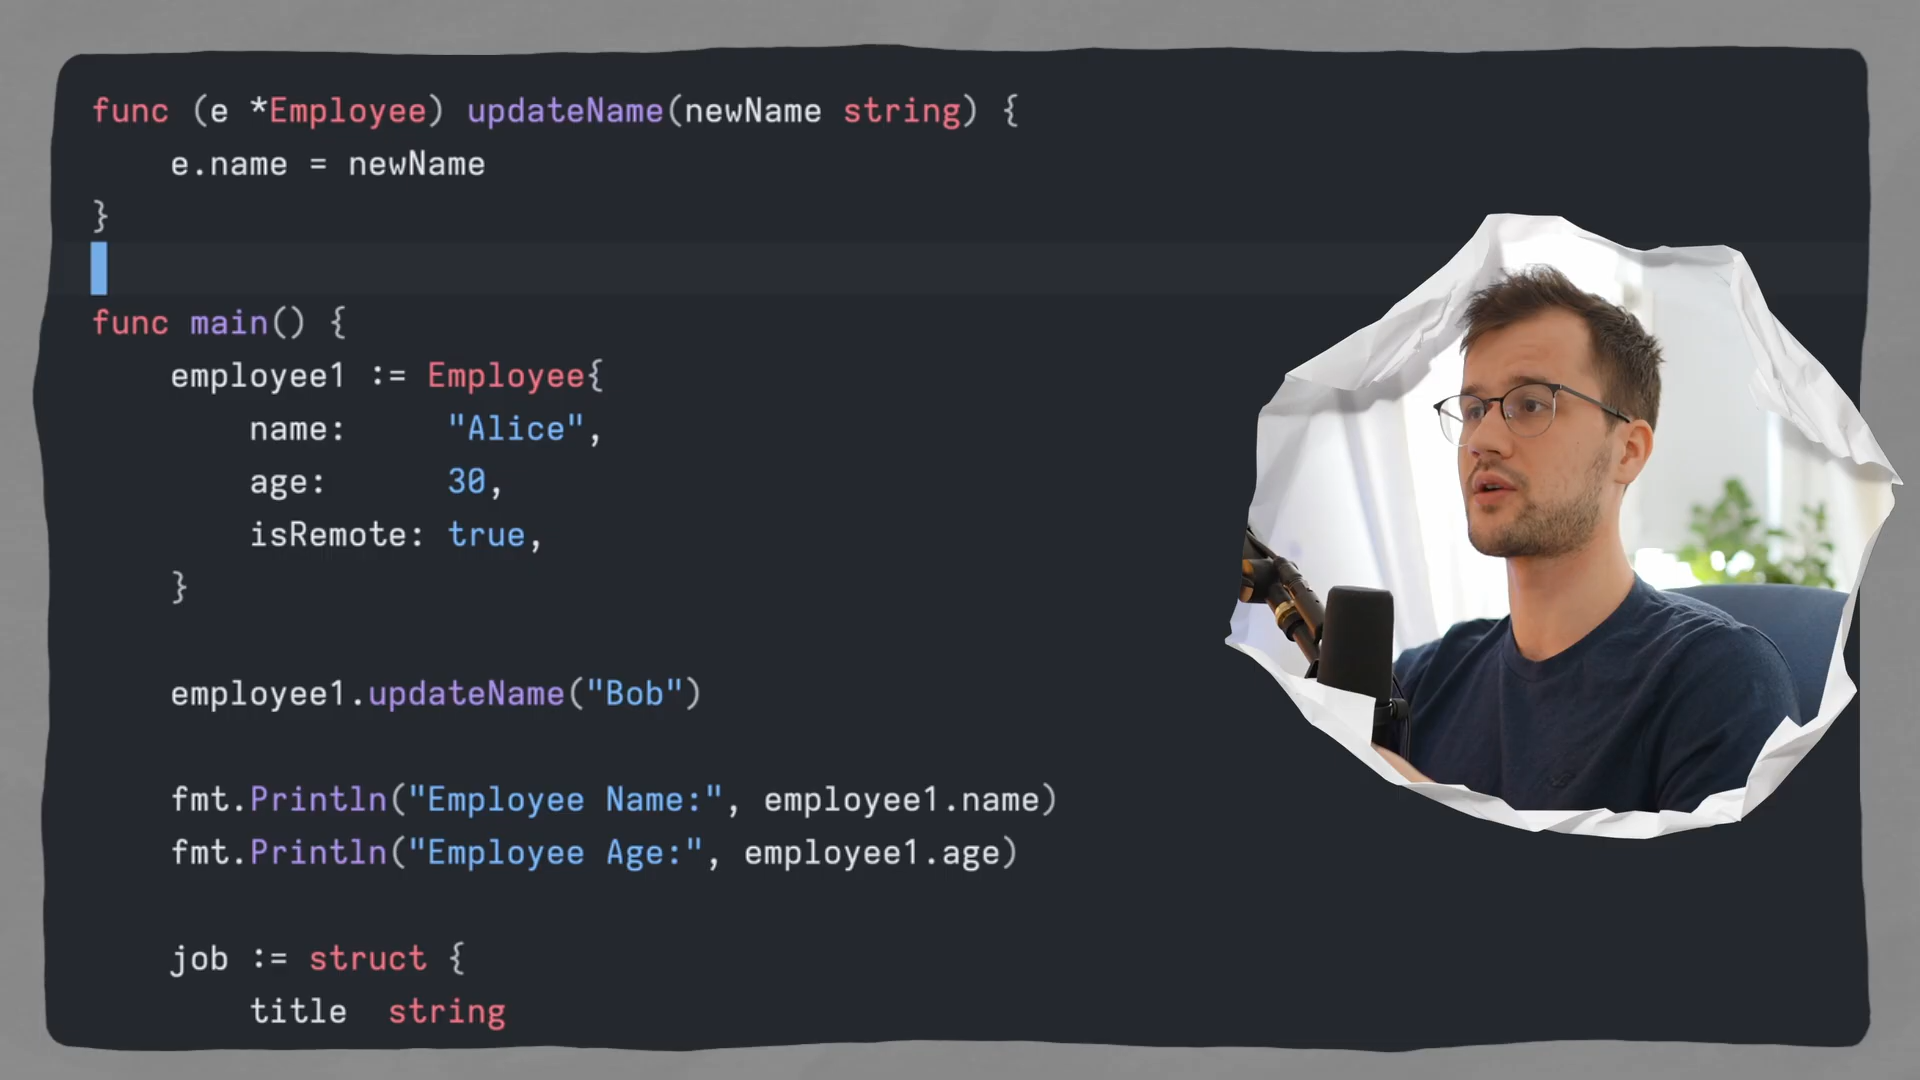 func (e *Employee) updateName(newName string) {
    e.name = newName
}
func main() {
    employee1 := Employee{
        name:     "Alice",
        age:      30,
        isRemote: true,
    }
    employee1.updateName("Bob")
    fmt.Println("Employee Name:", employee1.name)
    fmt.Println("Employee Age:", employee1.age)
    job := struct {
        title  string